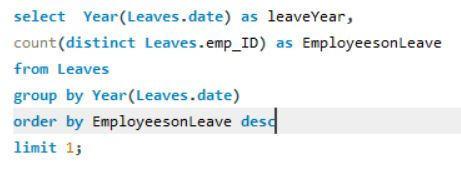 select  Year(Leaves.date) as leaveYear,
count(distinct Leaves.emp_ID) as EmployeesonLeave
from Leaves
group by Year(Leaves.date)
order by EmployeesonLeave desc
limit 1;